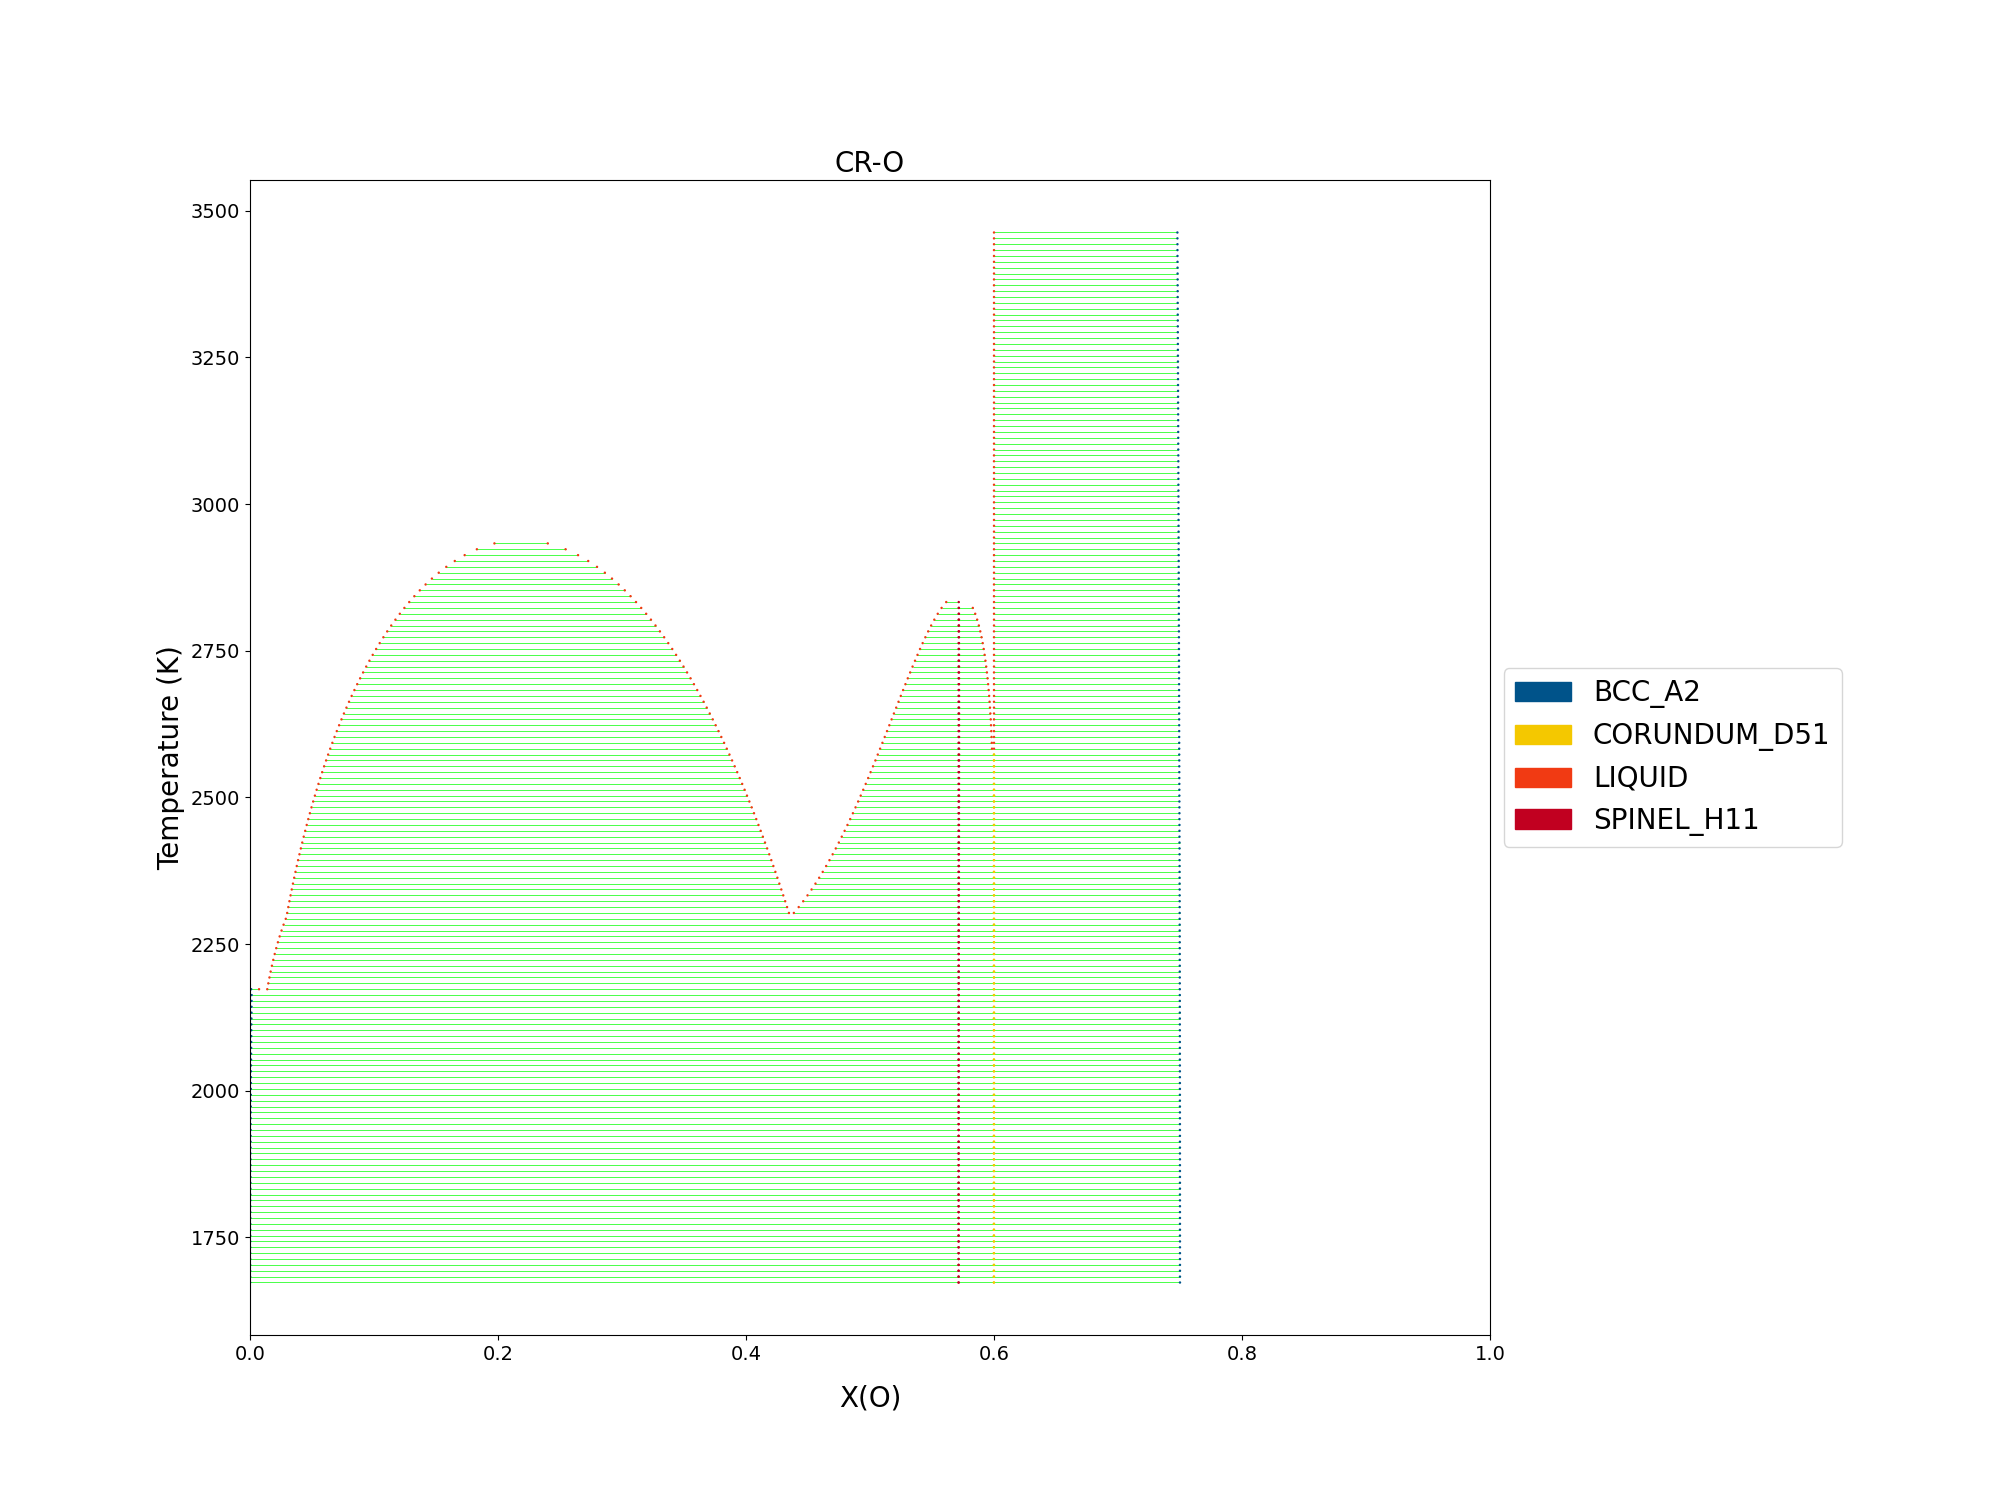 CR-O
3500
3250
3000
2750
2500
2250
2000
1750
Temperature (K)
0.0 0.2 0.4 0.6 0.8 1.0
X(O)
BCC_A2
CORUNDUM_D51
LIQUID
SPINEL_H11